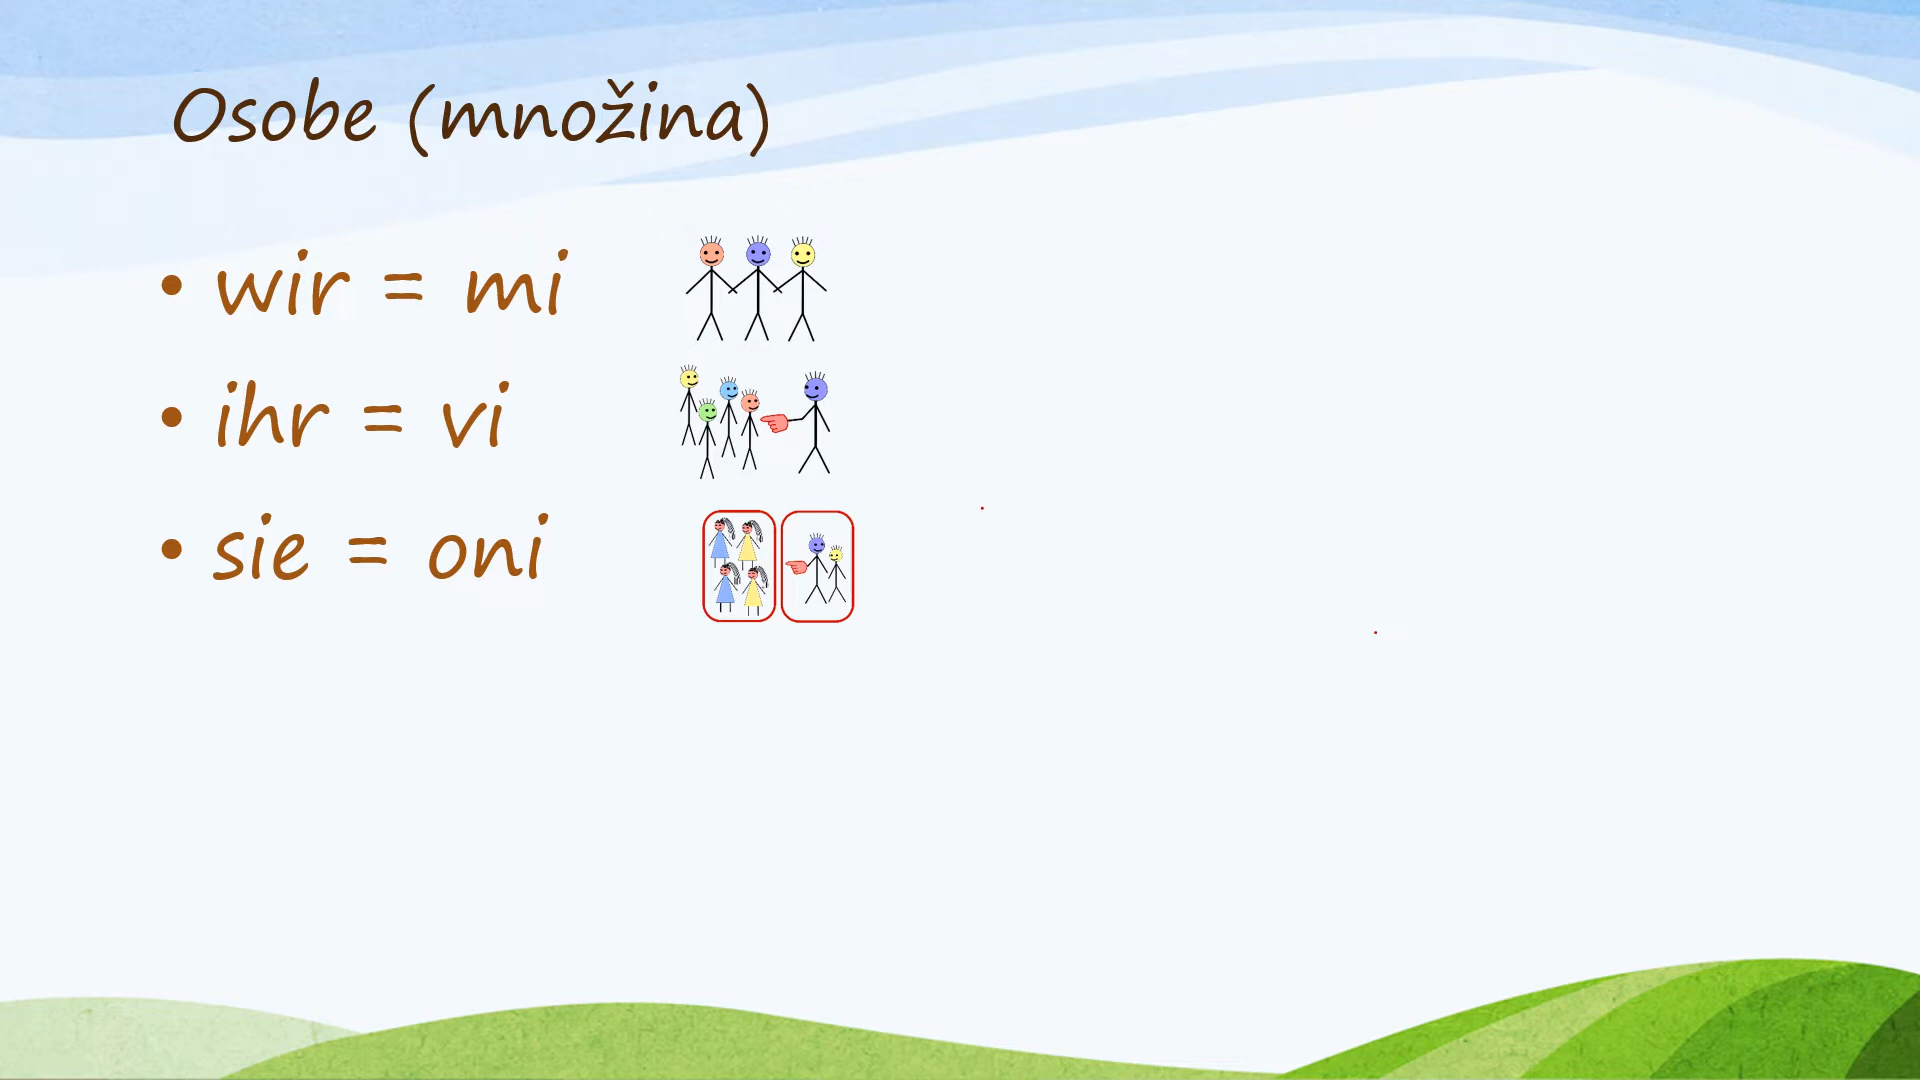 Osobe (množina)
• wir = mi
• ihr = vi
• sie = oni